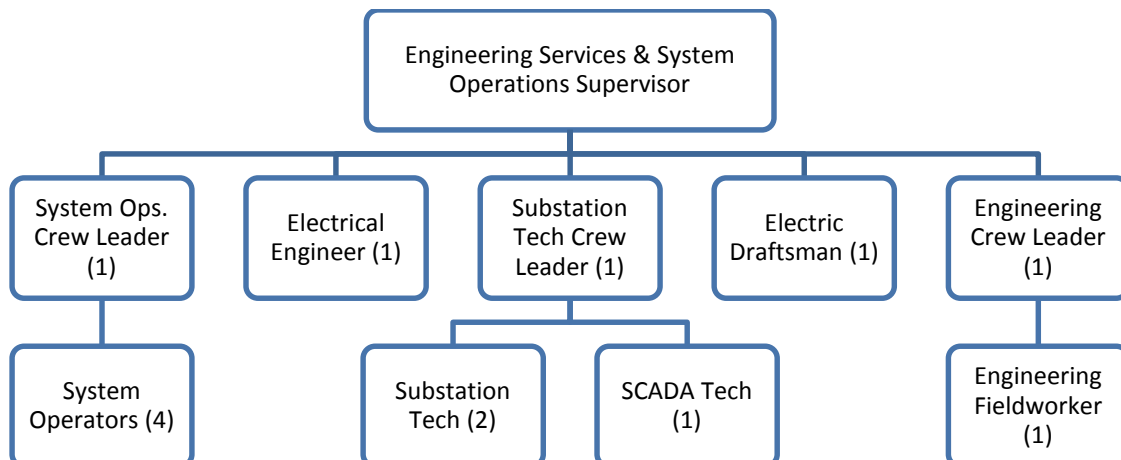 Engineering Services & System
Operations Supervisor
System Ops.
Crew Leader
(1)
Electrical
Engineer (1)
Substation
Tech Crew
Leader (1)
Electric
Draftsman (1)
Engineering
Crew Leader
(1)
System
Operators (4)
Substation
Tech (2)
SCADA Tech
(1)
Engineering
Fieldworker
(1)